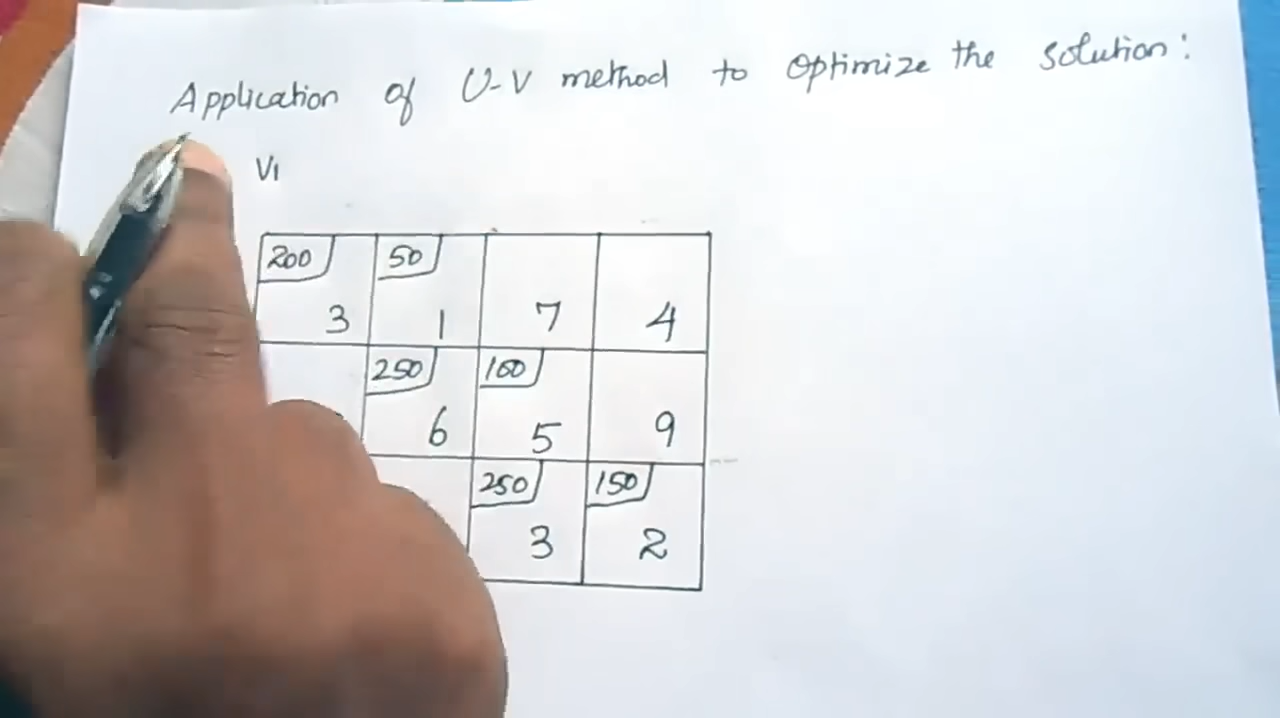 Application of U-V method to optimize the solution:
V1
200 50
3 1 7 4
250 100
6 5 9
250 150
3 2